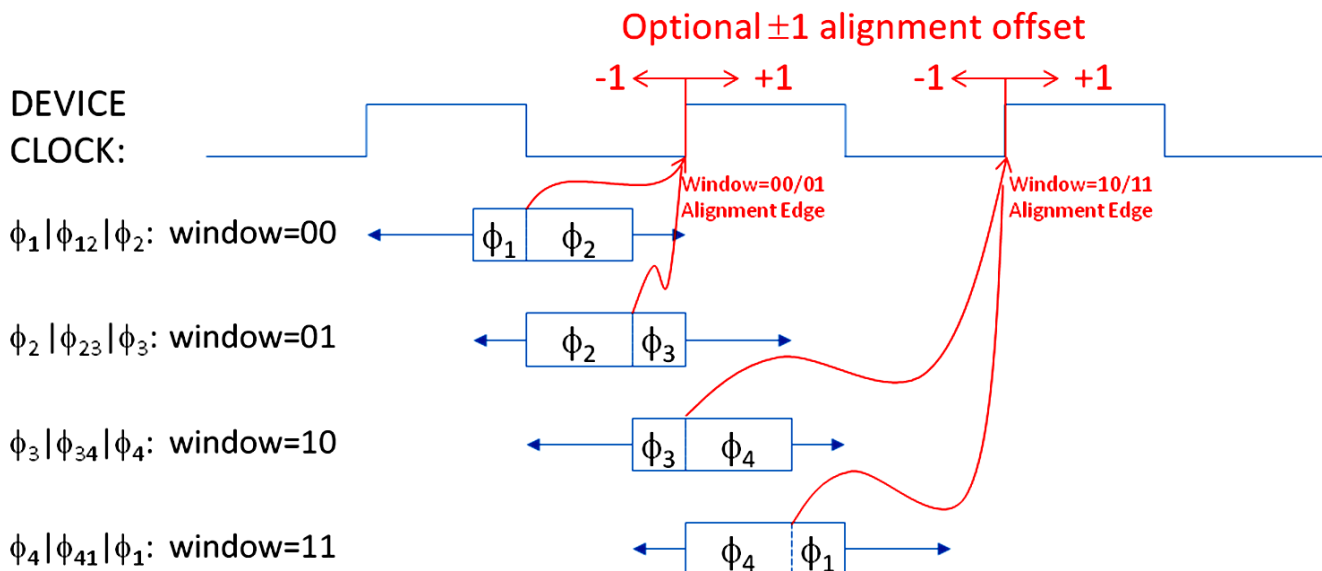 Optional ±1 alignment offset
-1 +1 -1 +1
DEVICE
CLOCK:
Window=00/01 Window=10/11
Alignment Edge Alignment Edge
ϕ1|ϕ12|ϕ2: window=00 ϕ1 ϕ2
ϕ2 |ϕ23|ϕ3: window=01 ϕ2 ϕ3
ϕ3|ϕ34|ϕ4: window=10 ϕ3 ϕ4
ϕ4|ϕ41|ϕ1: window=11 ϕ4 ϕ1